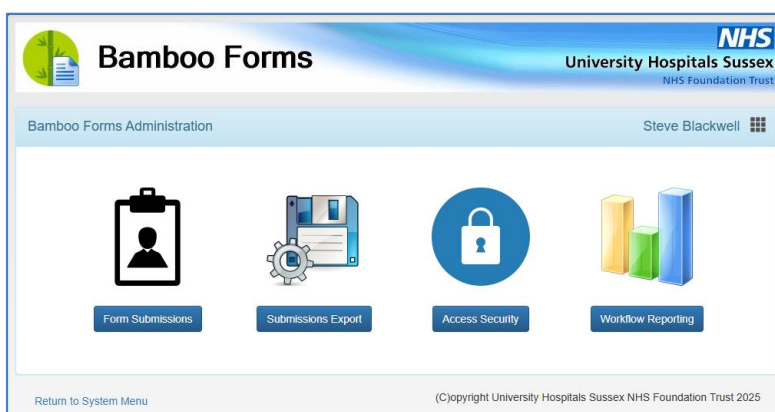 Bamboo Forms
NHS
University Hospitals Sussex
NHS Foundation Trust
Bamboo Forms Administration
Steve Blackwell
Form Submissions
Submissions Export
Access Security
Workflow Reporting
Return to System Menu
(C)opyright University Hospitals Sussex NHS Foundation Trust 2025